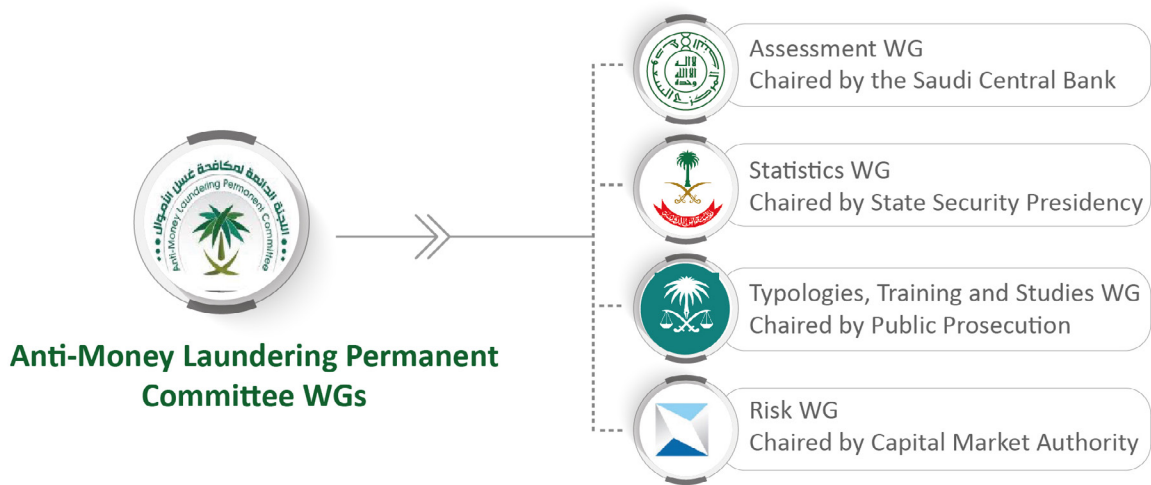 اللجنة الدائمة لمكافحة غسل الأموال
Anti-Money Laundering Permanent Committee
Anti-Money Laundering Permanent
Committee WGs
Assessment WG
Chaired by the Saudi Central Bank
Statistics WG
Chaired by State Security Presidency
Typologies, Training and Studies WG
Chaired by Public Prosecution
Risk WG
Chaired by Capital Market Authority